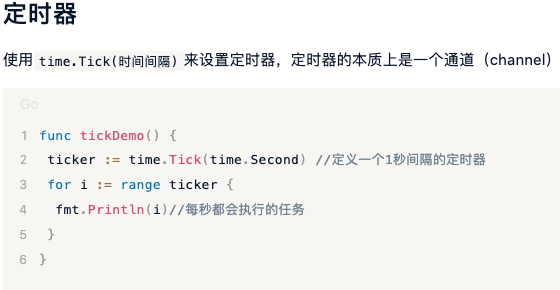 定时器
使用 time.Tick(时间间隔) 来设置定时器，定时器的本质上是一个通道（channel）
Go
1 func tickDemo() {
2  ticker := time.Tick(time.Second) //定义一个1秒间隔的定时器
3  for i := range ticker {
4   fmt.Println(i)//每秒都会执行的任务
5  }
6 }